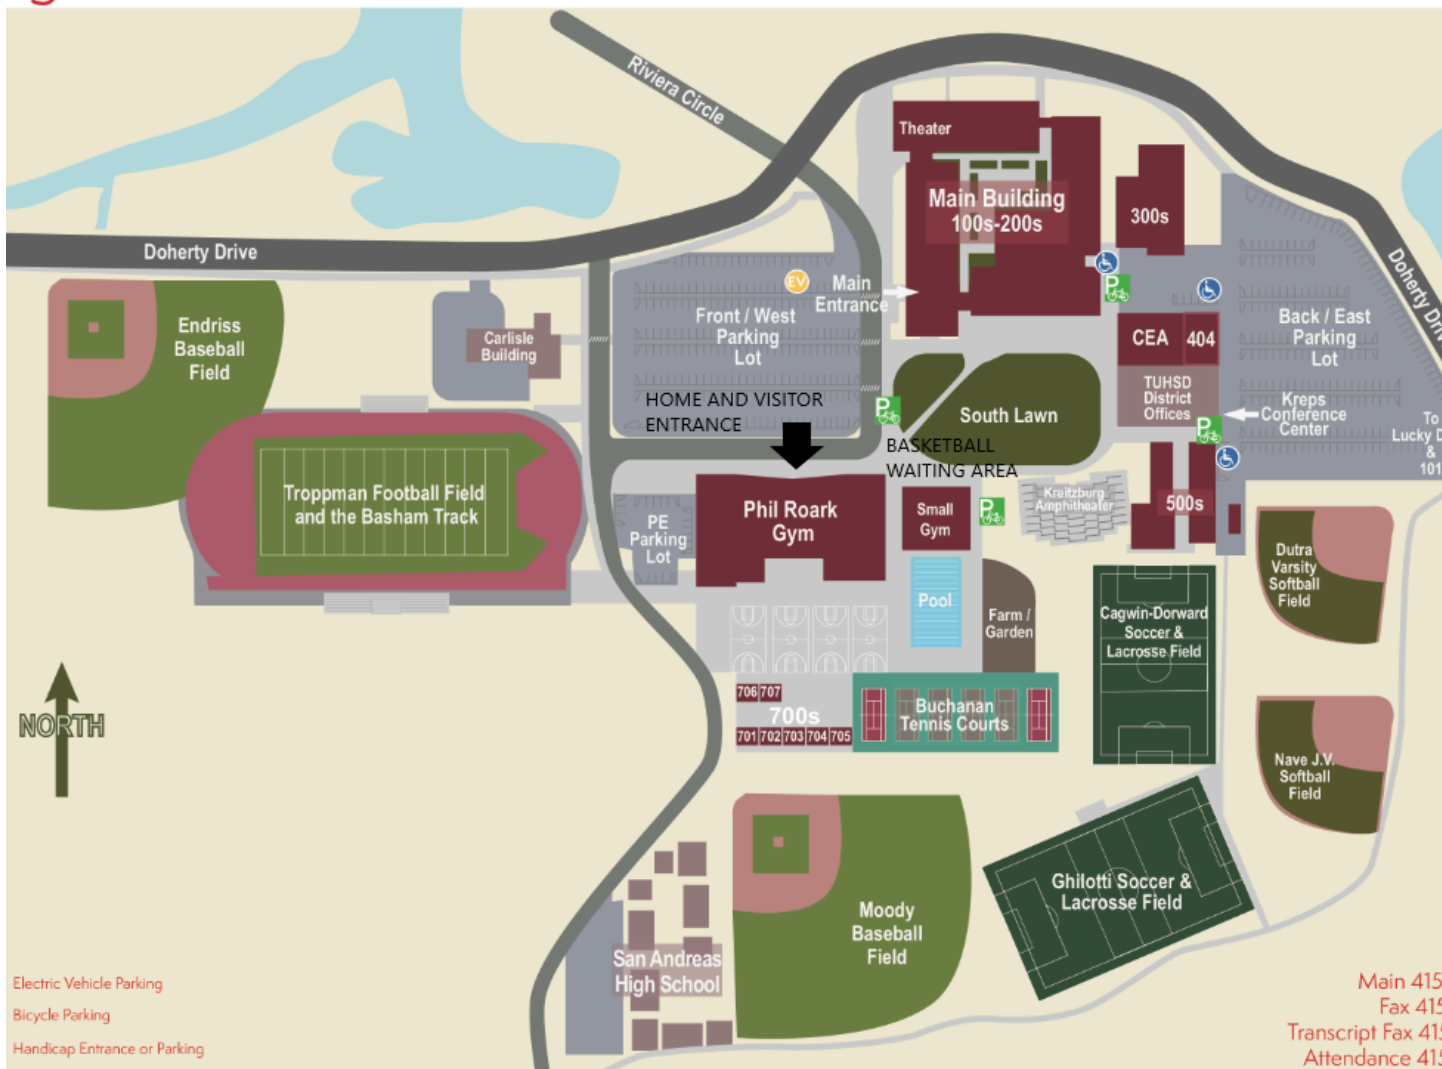 Riviera Circle
Theater
Main Building
100s-200s
300s
Doherty Drive
EV
Main
Entrance
P
Front / West
Parking
Lot
Back / East
Parking
Lot
Doherty Driv
Endriss
Baseball
Field
Carlisle
Building
CEA
404
TUHSD
District
Offices
Kreps
Conference
Center
HOME AND VISITOR
ENTRANCE
P
South Lawn
To
Lucky D
&
101
P
BASKETBALL
WAITING AREA
Troppman Football Field
and the Basham Track
PE
Parking
Lot
Phil Roark
Gym
Small
Gym
P
Kreitzburg
Amphitheater
500s
Dutra
Varsity
Softball
Field
Pool
Farm /
Garden
Cagwin-Dorward
Soccer &
Lacrosse Field
NORTH
706 707
700s
701 702 703 704 705
Buchanan
Tennis Courts
Nave J.V.
Softball
Field
Moody
Baseball
Field
Ghilotti Soccer &
Lacrosse Field
San Andreas
High School
Electric Vehicle Parking
Bicycle Parking
Handicap Entrance or Parking
Main 415
Fax 415
Transcript Fax 415
Attendance 415